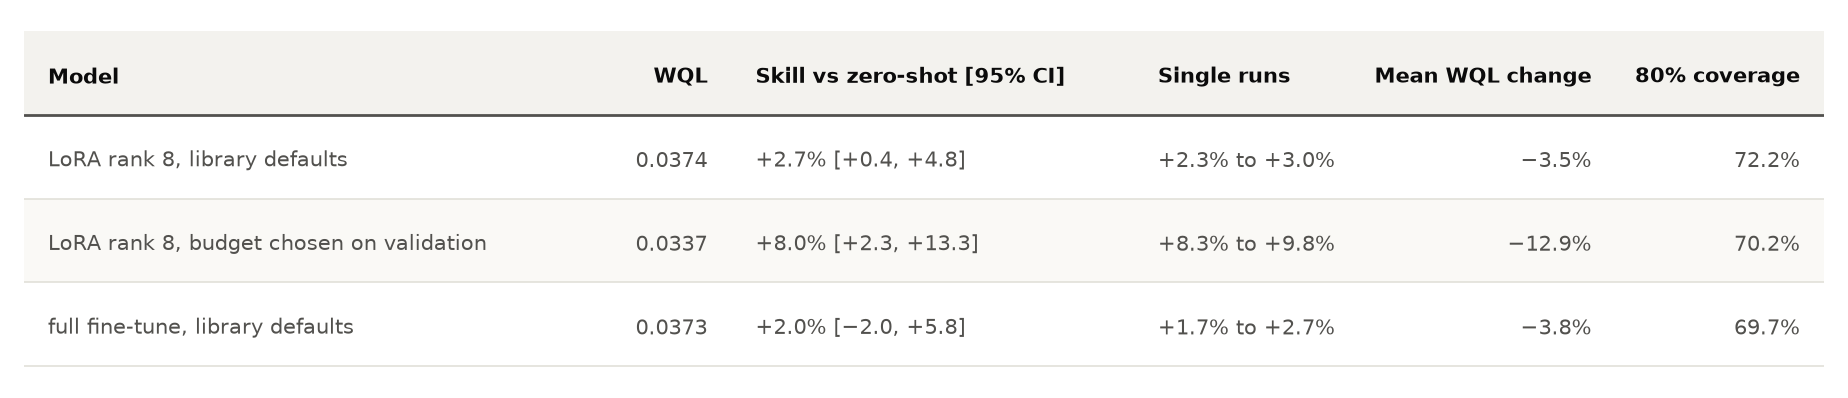 Model WQL Skill vs zero-shot [95% CI] Single runs Mean WQL change 80% coverage
LoRA rank 8, library defaults 0.0374 +2.7% [+0.4, +4.8] +2.3% to +3.0% −3.5% 72.2%
LoRA rank 8, budget chosen on validation 0.0337 +8.0% [+2.3, +13.3] +8.3% to +9.8% −12.9% 70.2%
full fine-tune, library defaults 0.0373 +2.0% [−2.0, +5.8] +1.7% to +2.7% −3.8% 69.7%